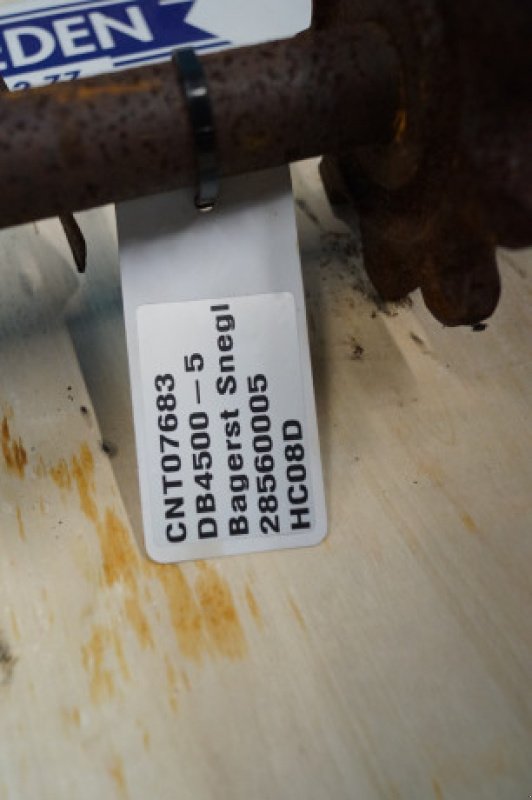 EDEN
CNT07683
DB4500 – 5
Bagerst Snegl
28560005
HC08D